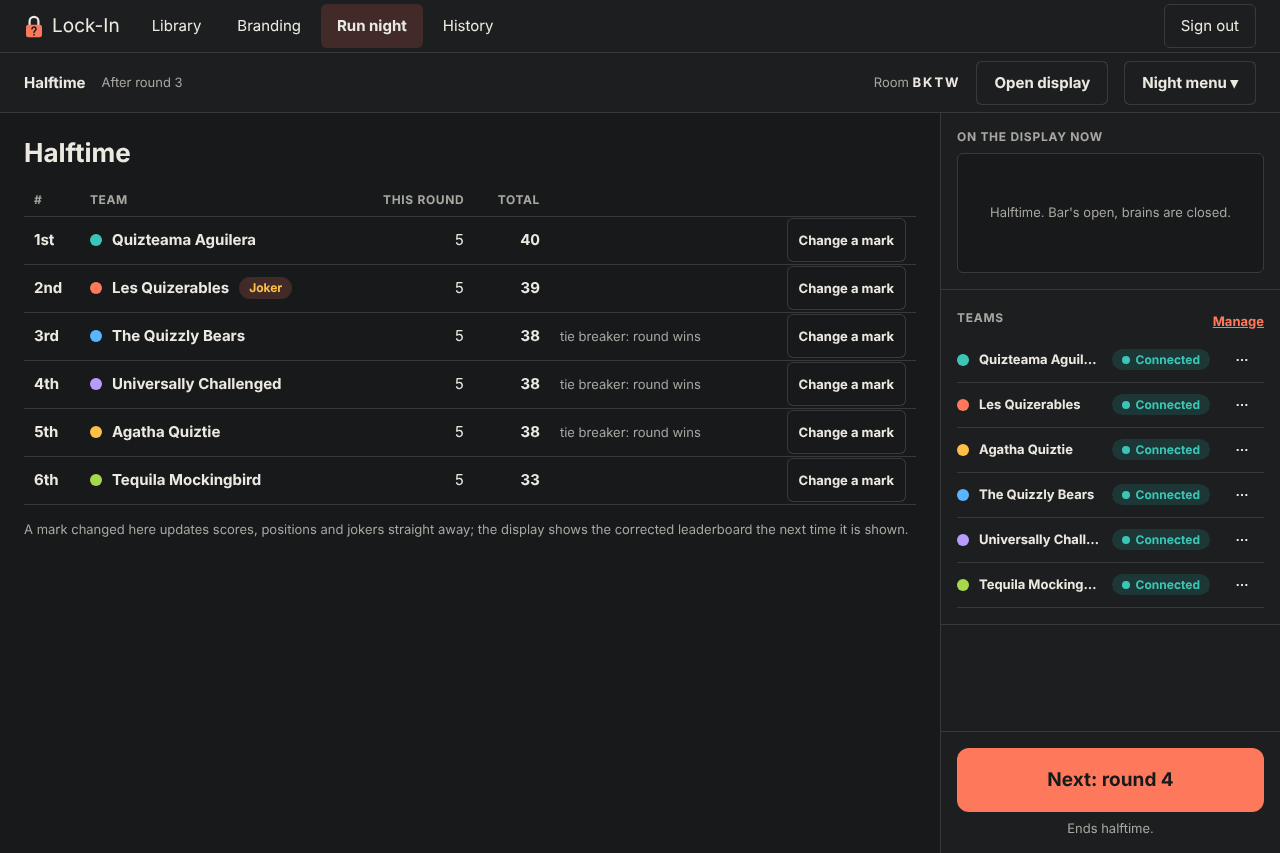 Lock-In Library Branding Run night History Sign out
Halftime After round 3 Room BKTW Open display Night menu ▾
Halftime
# TEAM THIS ROUND TOTAL
1st Quizteama Aguilera 5 40 Change a mark
2nd Les Quizerables Joker 5 39 Change a mark
3rd The Quizzly Bears 5 38 tie breaker: round wins Change a mark
4th Universally Challenged 5 38 tie breaker: round wins Change a mark
5th Agatha Quiztie 5 38 tie breaker: round wins Change a mark
6th Tequila Mockingbird 5 33 Change a mark
A mark changed here updates scores, positions and jokers straight away; the display shows the corrected leaderboard the next time it is shown.
ON THE DISPLAY NOW
Halftime. Bar's open, brains are closed.
TEAMS Manage
Quizteama Aguil... Connected ...
Les Quizerables Connected ...
Agatha Quiztie Connected ...
The Quizzly Bears Connected ...
Universally Chall... Connected ...
Tequila Mocking... Connected ...
Next: round 4
Ends halftime.